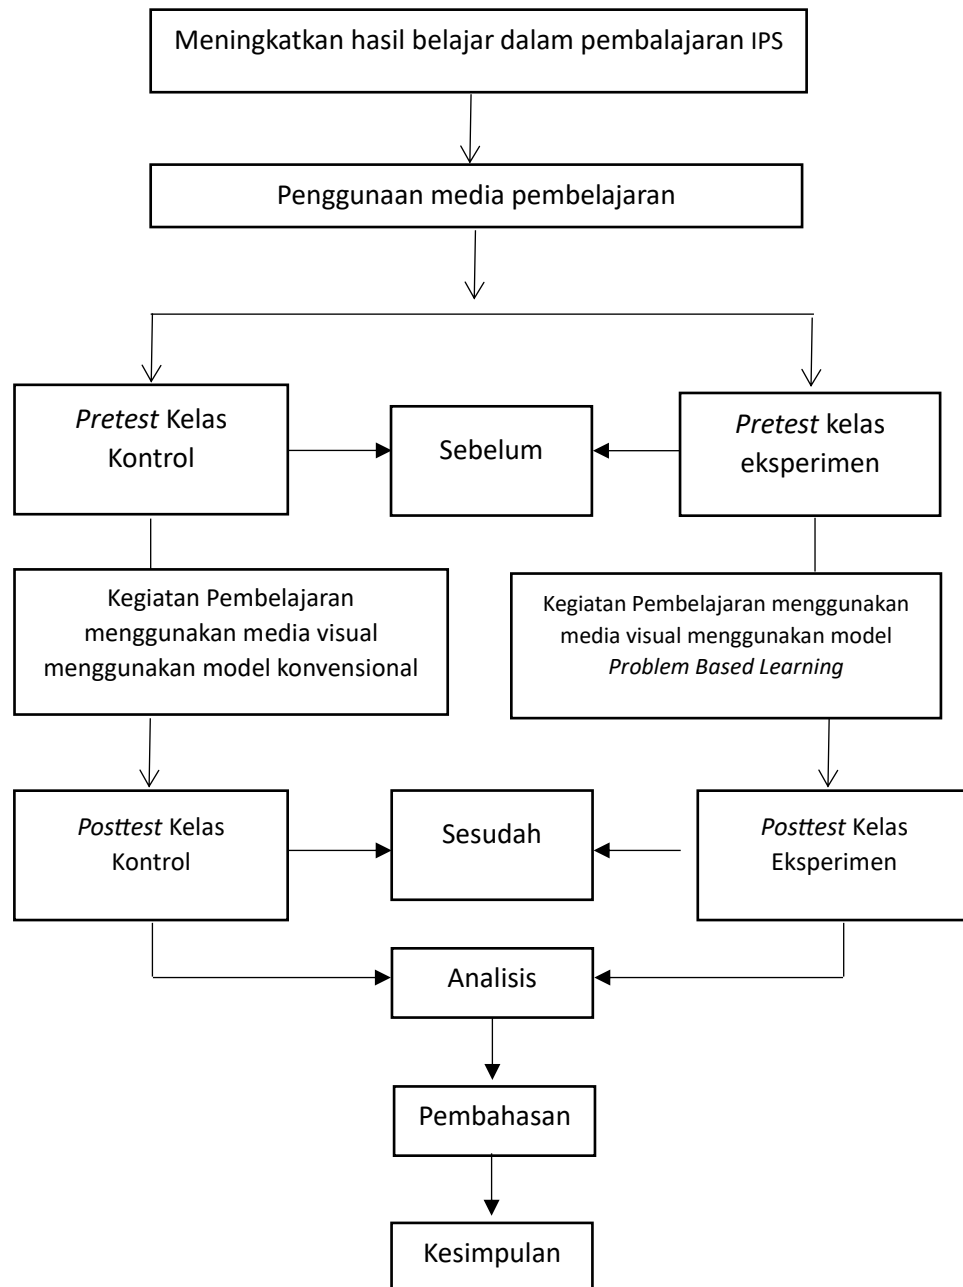 Meningkatkan hasil belajar dalam pembalajaran IPS
Penggunaan media pembelajaran
Pretest Kelas
Kontrol
Sebelum
Pretest kelas
eksperimen
Kegiatan Pembelajaran
menggunakan media visual
menggunakan model konvensional
Kegiatan Pembelajaran menggunakan
media visual menggunakan model
Problem Based Learning
Posttest Kelas
Kontrol
Sesudah
Posttest Kelas
Eksperimen
Analisis
Pembahasan
Kesimpulan